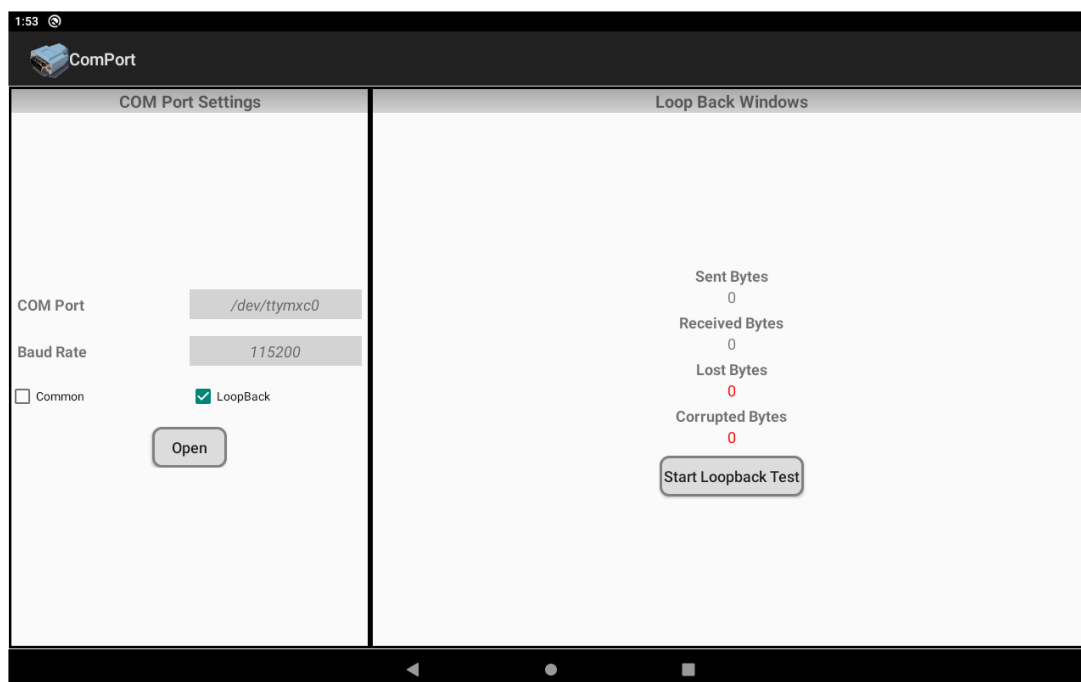 1:53
ComPort
COM Port Settings
COM Port
/dev/ttymxc0
Baud Rate
115200
Common
LoopBack
Open
Loop Back Windows
Sent Bytes
0
Received Bytes
0
Lost Bytes
0
Corrupted Bytes
0
Start Loopback Test